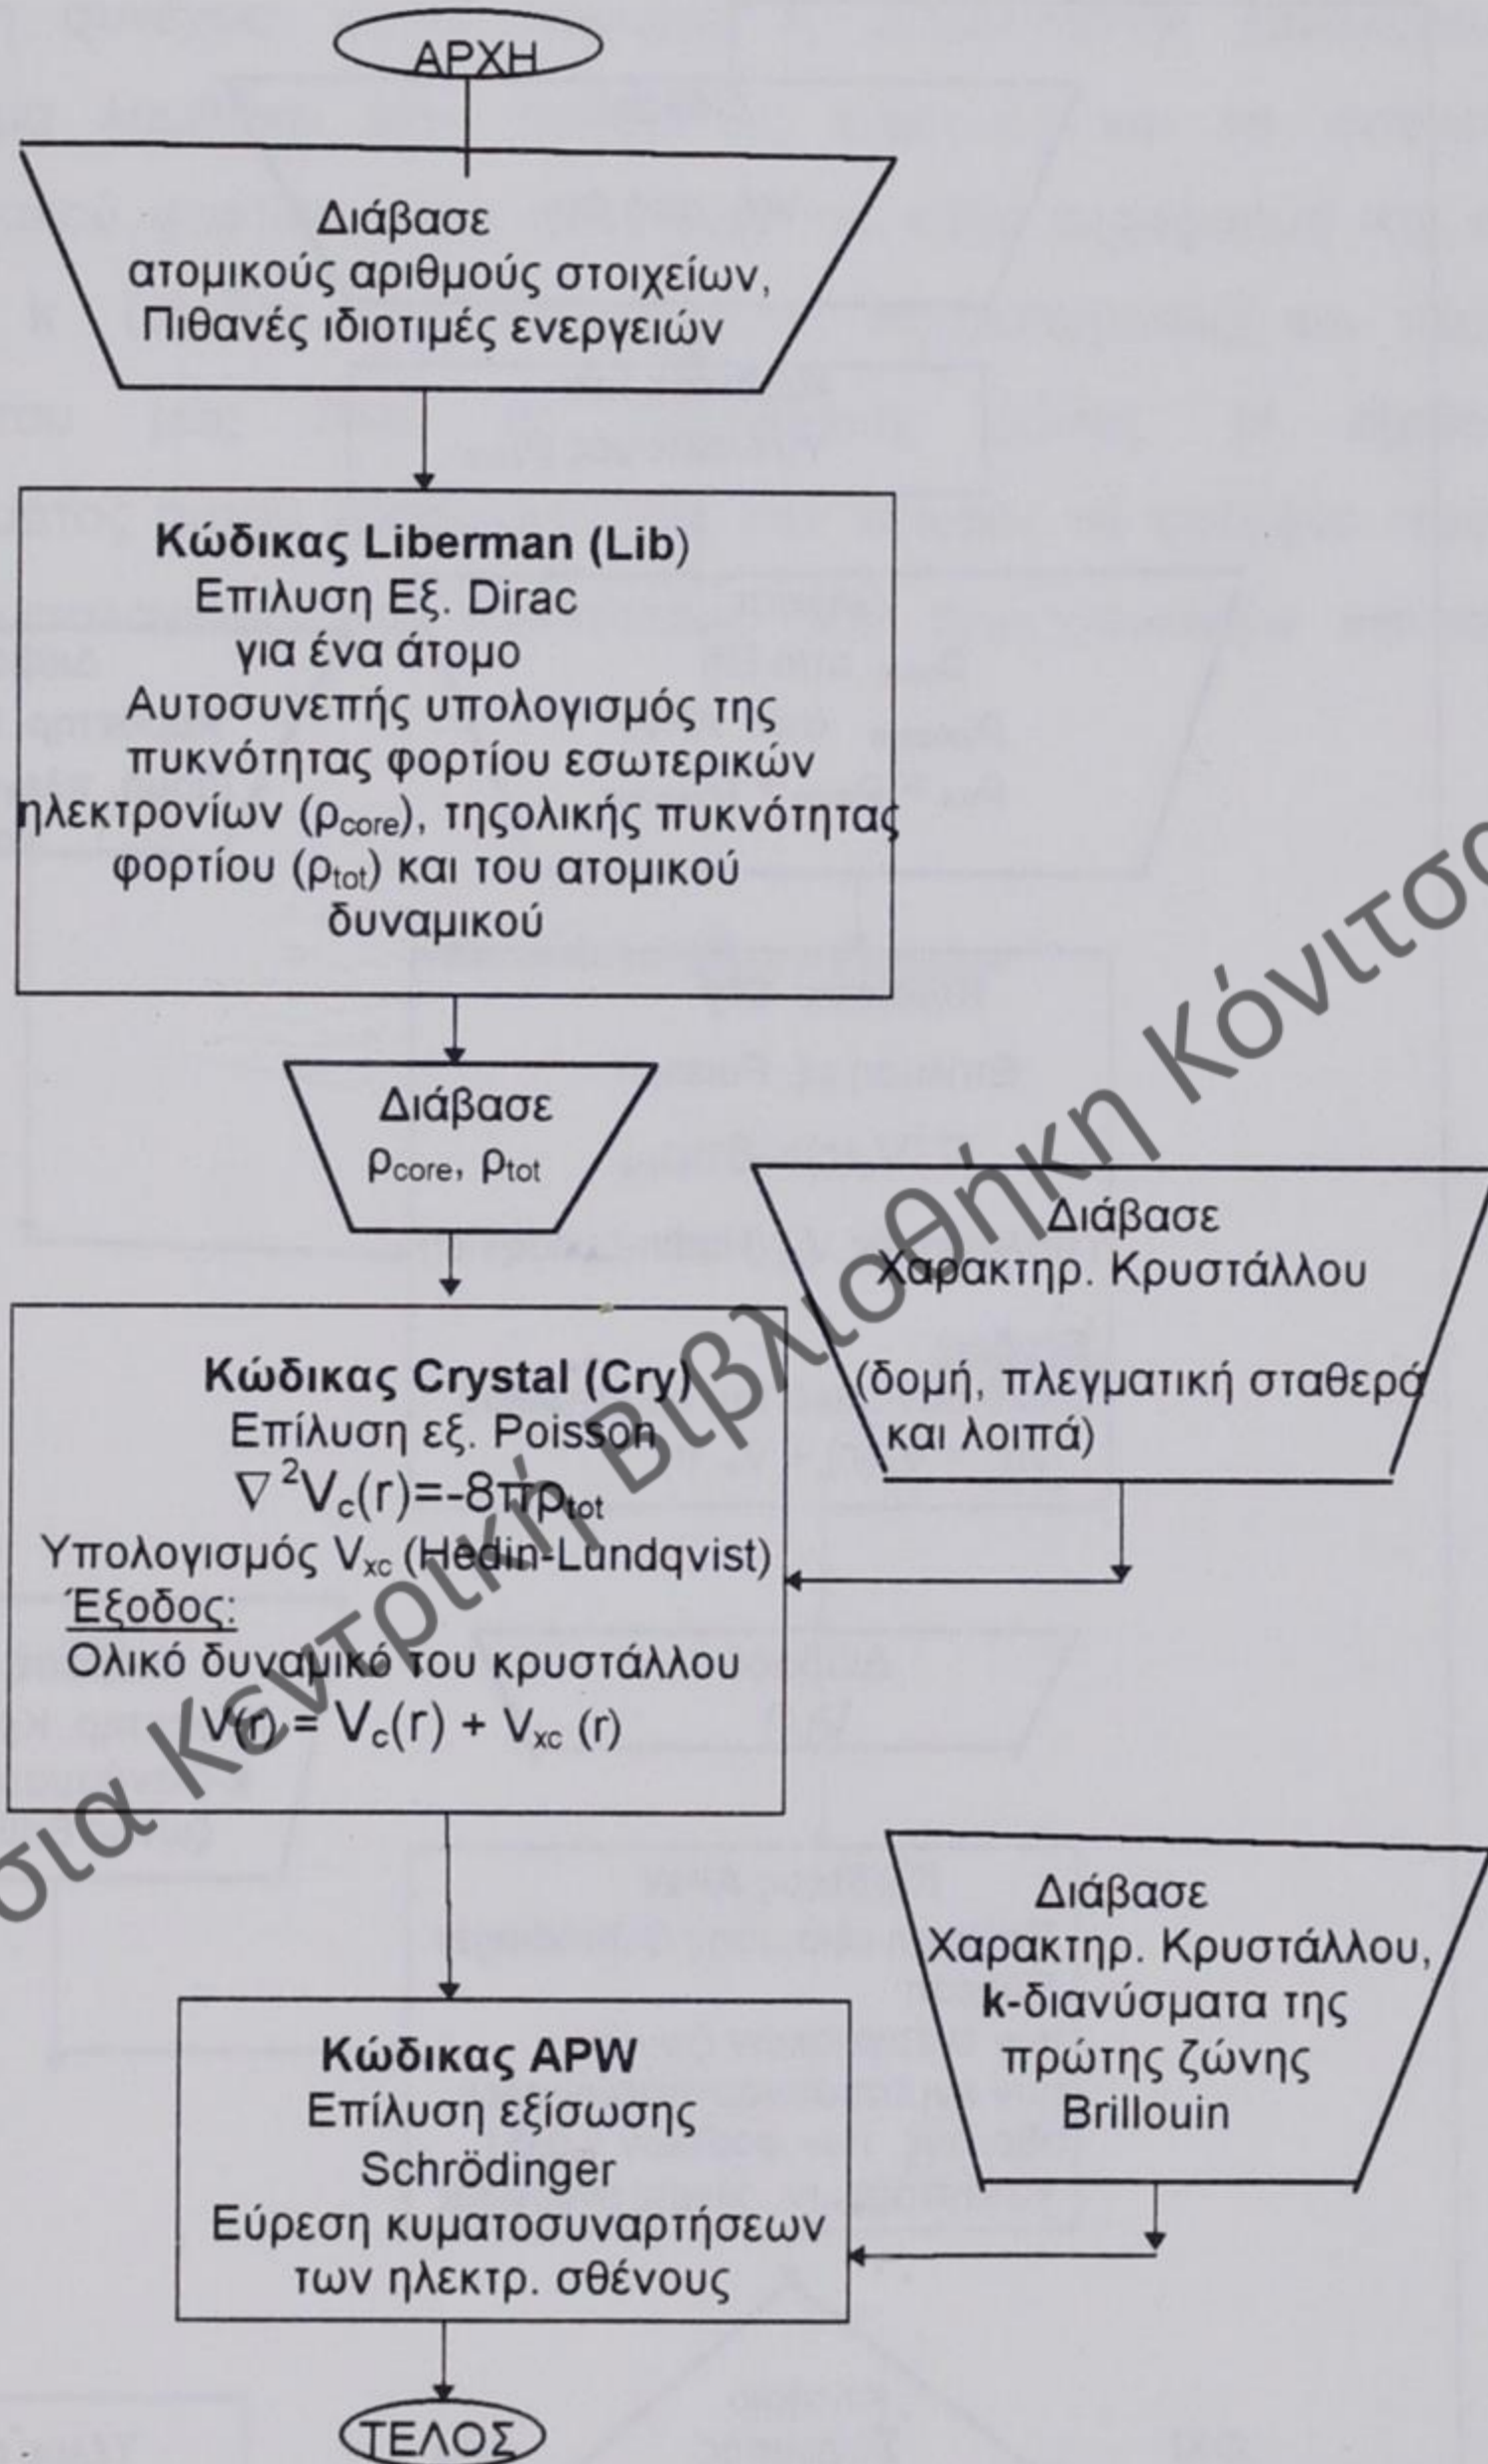 ΑΡΧΗ
Διάβασε
ατομικούς αριθμούς στοιχείων,
Πιθανές ιδιοτιμές ενεργειών
Κώδικας Liberman (Lib)
Επιλυση Εξ. Dirac
για ένα άτομο
Αυτοσυνεπής υπολογισμός της
πυκνότητας φορτίου εσωτερικών
ηλεκτρονίων (ρcore), τηςολικής πυκνότητας
φορτίου (ρtot) και του ατομικού
δυναμικού
Διάβασε
ρcore, ρtot
Διάβασε
Χαρακτηρ. Κρυστάλλου
(δομή, πλεγματική σταθερά
και λοιπά)
Κώδικας Crystal (Cry)
Επίλυση εξ. Poisson
∇²Vc(r)=-8πρtot
Υπολογισμός Vxc (Hedin-Lundqvist)
Έξοδος:
Ολικό δυναμικό του κρυστάλλου
V(r) = Vc(r) + Vxc (r)
Διάβασε
Χαρακτηρ. Κρυστάλλου,
k-διανύσματα της
πρώτης ζώνης
Brillouin
Κώδικας APW
Επίλυση εξίσωσης
Schrödinger
Εύρεση κυματοσυναρτήσεων
των ηλεκτρ. σθένους
ΤΕΛΟΣ
Κεντρική Βιβλιοθήκη